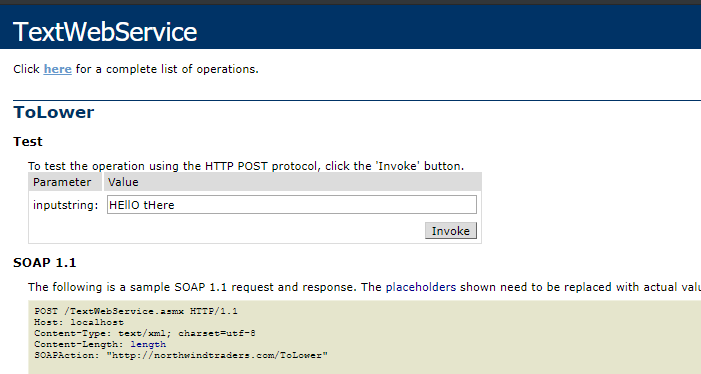 TextWebService
Click here for a complete list of operations.
ToLower
Test
To test the operation using the HTTP POST protocol, click the 'Invoke' button.
Parameter Value
inputstring: HEllO tHere
Invoke
SOAP 1.1
The following is a sample SOAP 1.1 request and response. The placeholders shown need to be replaced with actual valu
POST /TextWebService.asmx HTTP/1.1
Host: localhost
Content-Type: text/xml; charset=utf-8
Content-Length: length
SOAPAction: "http://northwindtraders.com/ToLower"